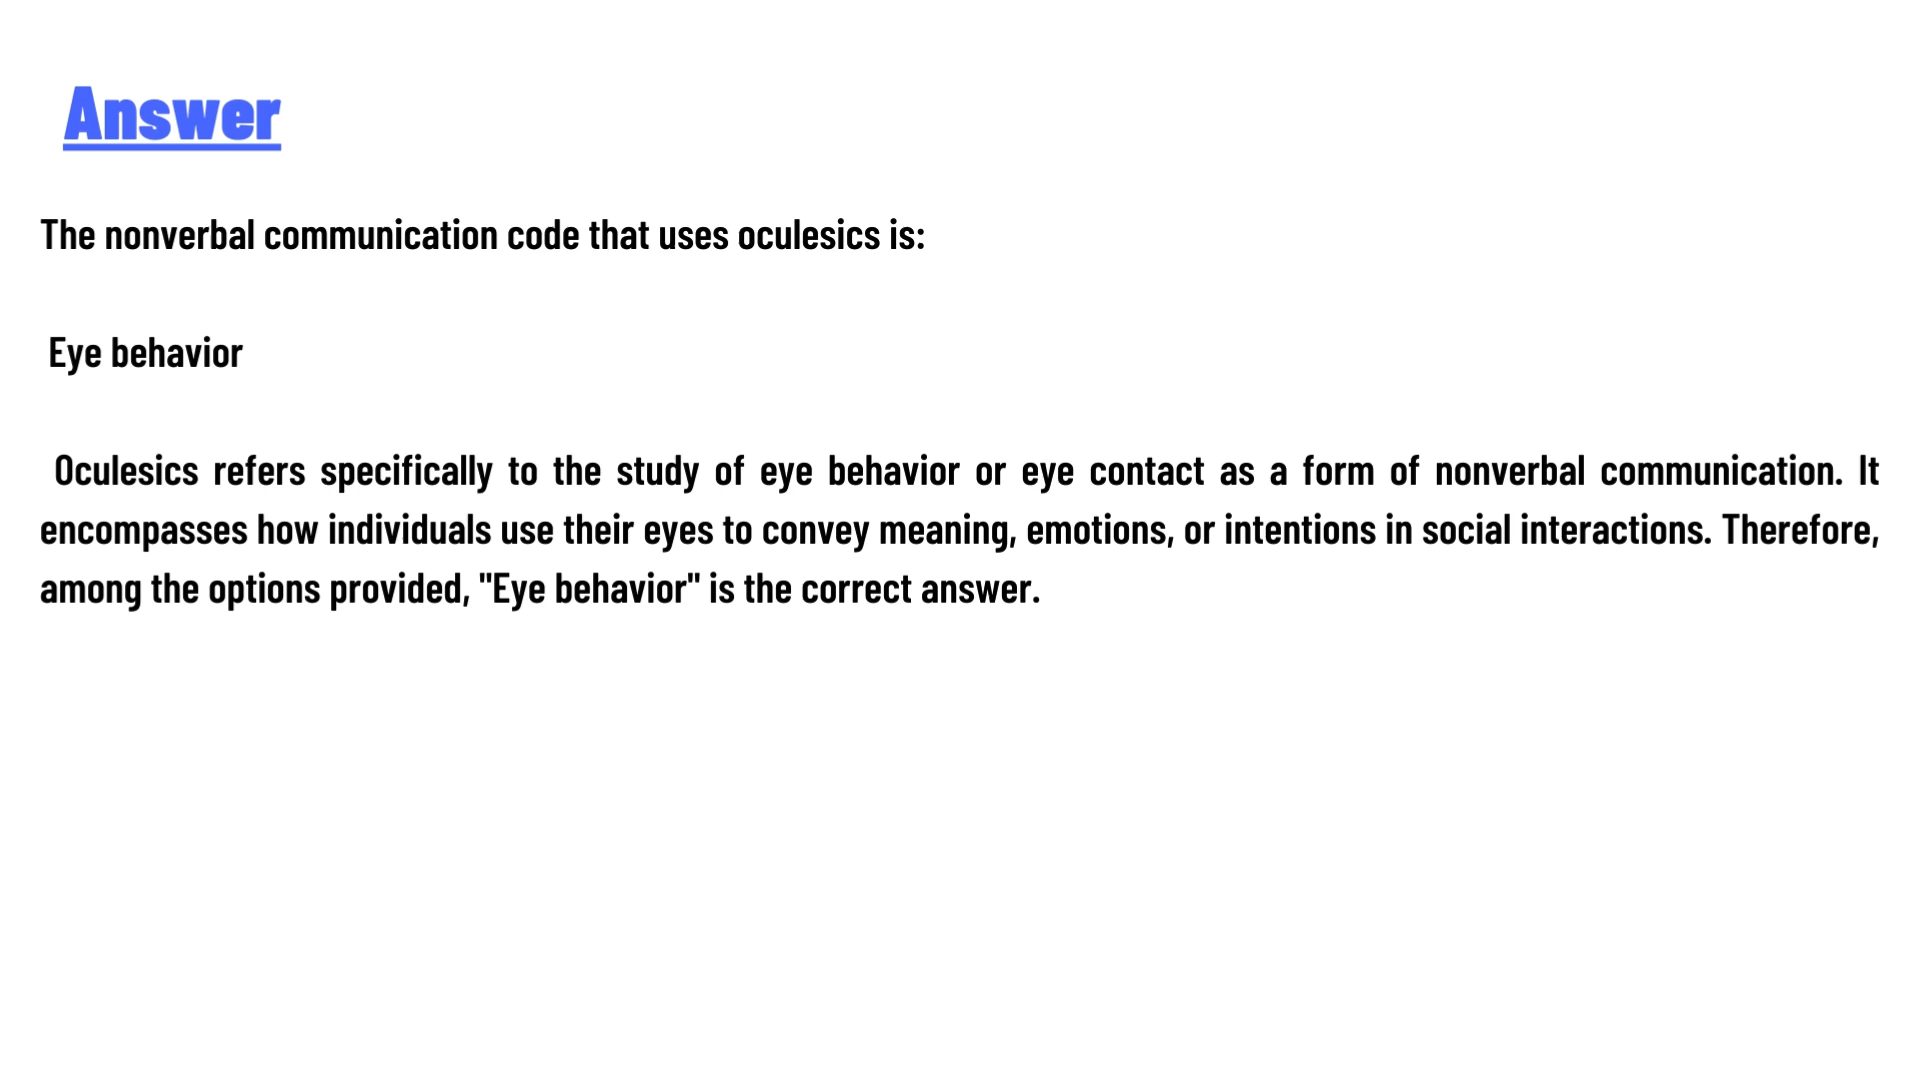 Answer
The nonverbal communication code that uses oculesics is:
Eye behavior
Oculesics refers specifically to the study of eye behavior or eye contact as a form of nonverbal communication. It
encompasses how individuals use their eyes to convey meaning, emotions, or intentions in social interactions. Therefore,
among the options provided, "Eye behavior" is the correct answer.